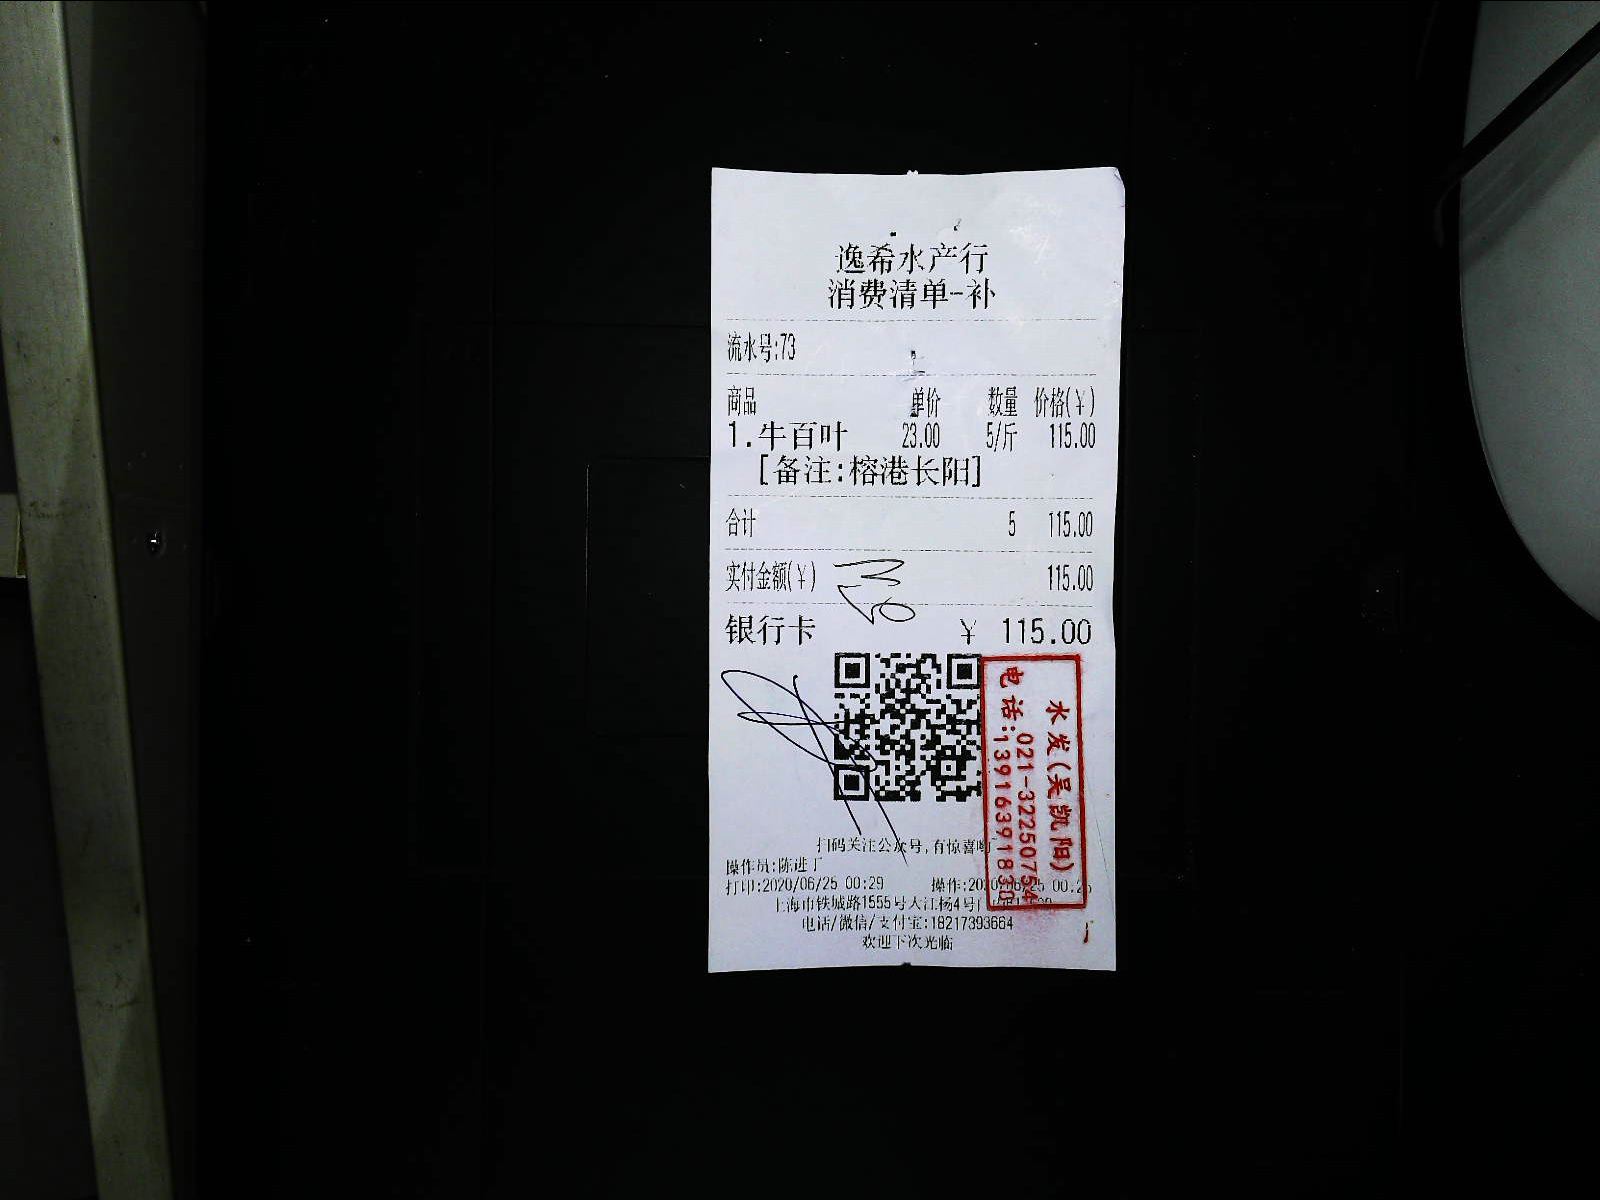 逸希水产行
消费清单-补
流水号:73
商品 单价 数量 价格(¥)
1.牛百叶 23.00 5/斤 115.00
[备注:榕港长阳]
合计 5 115.00
实付金额(¥) 115.00
银行卡 ¥ 115.00
水发(吴凯阳)
021-32250754
电话:13916391830
扫码关注公众号,有惊喜哟
操作员:陈进丁
打印:2020/06/25 00:29 操作:2020/06/25 00:2
上海市铁城路1555号大江杨4号
电话/微信/支付宝:18217393664
欢迎下次光临